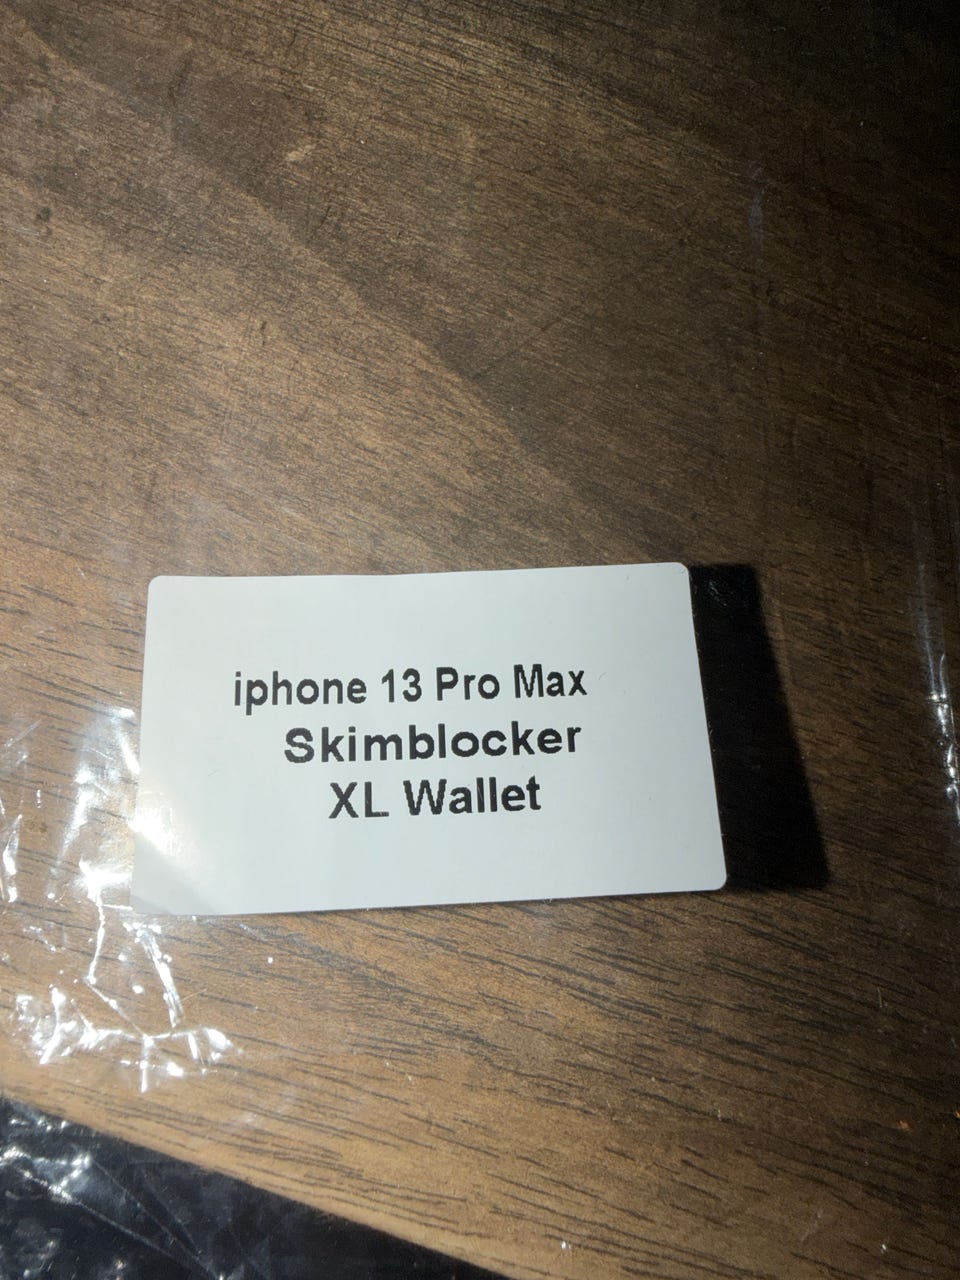 iphone 13 Pro Max
Skimblocker
XL Wallet